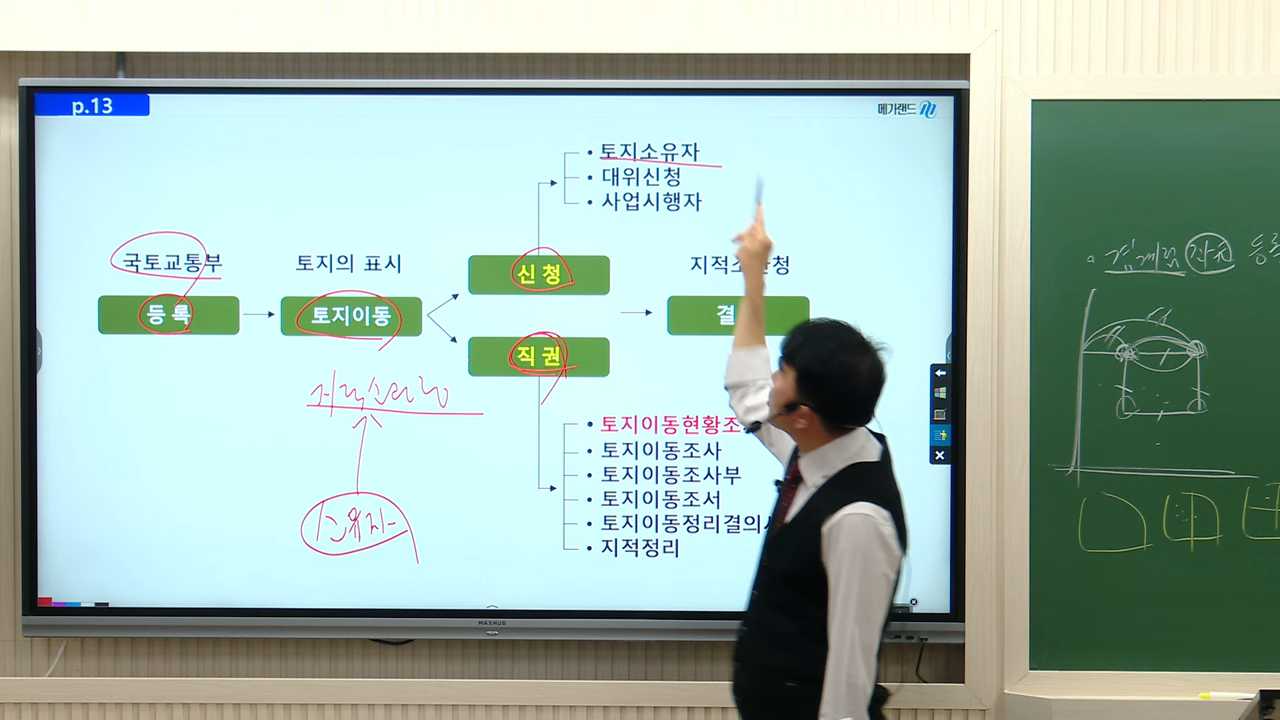 p.13
메가랜드
• 토지소유자
• 대위신청
• 사업시행자
국토교통부
토지의 표시
신 청
지적소
청
등 록
토지이동
결
직 권
소유자
• 토지이동현황조
• 토지이동조사
• 토지이동조사부
• 토지이동조서
• 토지이동정리결의
• 지적정리
MAXHUB